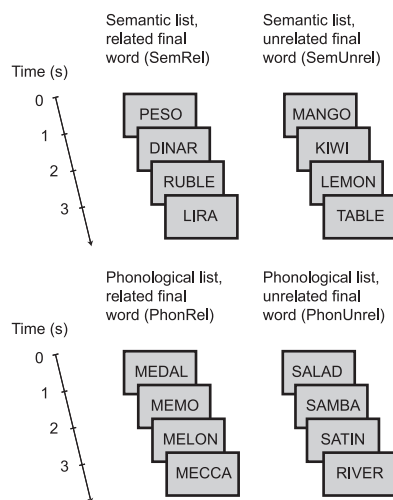 Semantic list,
related final
word (SemRel)
Semantic list,
unrelated final
word (SemUnrel)
Time (s)
0
1
2
3
PESO
DINAR
RUBLE
LIRA
MANGO
KIWI
LEMON
TABLE
Phonological list,
related final
word (PhonRel)
Phonological list,
unrelated final
word (PhonUnrel)
Time (s)
0
1
2
3
MEDAL
MEMO
MELON
MECCA
SALAD
SAMBA
SATIN
RIVER